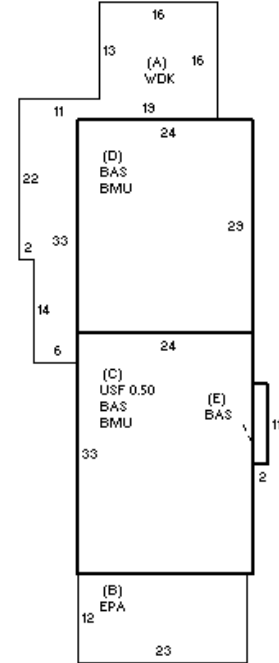 16
13
16
(A)
WDK
11
19
24
(D)
BAS
BMU
22
33
29
2
14
24
6
(C)
USF 0.50
BAS
BMU
(E)
BAS
11
33
2
(B)
EPA
12
23